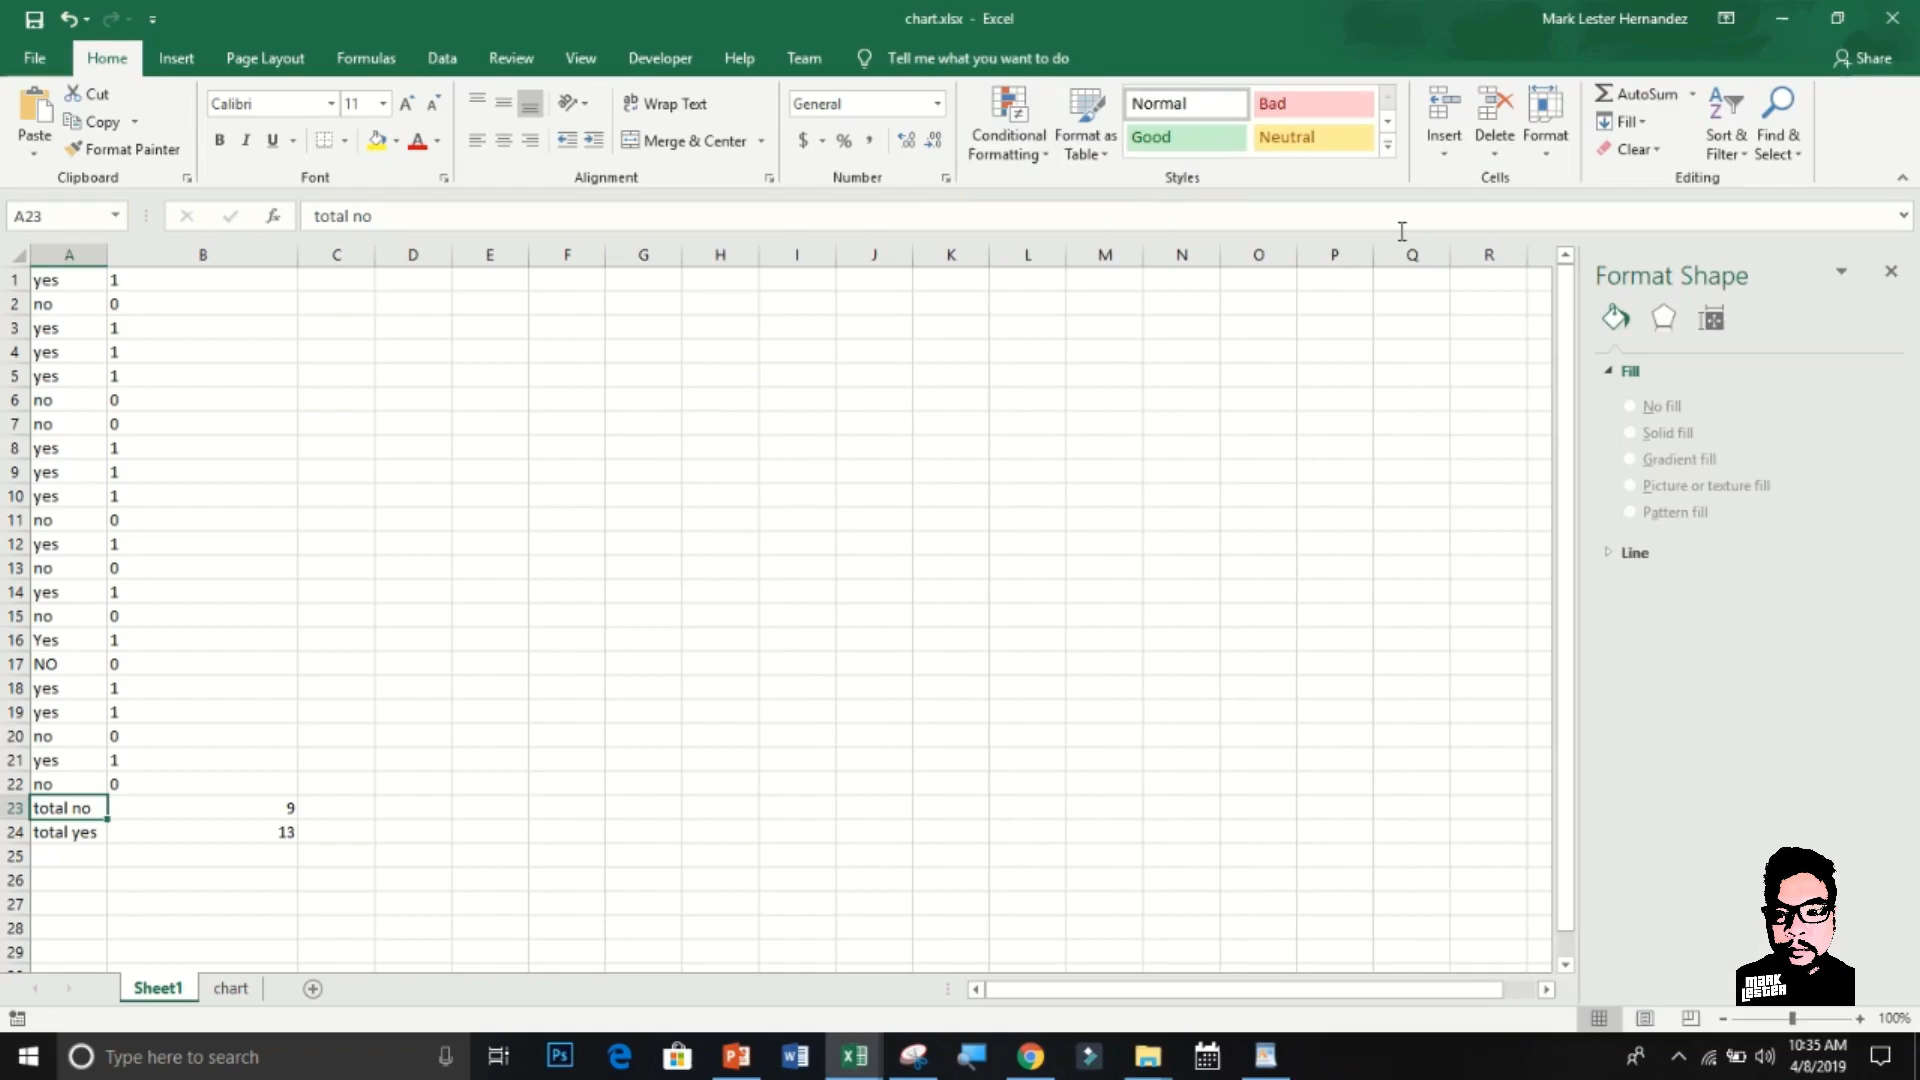 chart.xlsx - Excel
Mark Lester Hernandez
File Home Insert Page Layout Formulas Data Review View Developer Help Team Tell me what you want to do Share
Cut
Copy
Format Painter
Paste
Clipboard
Calibri 11
B I U
Font
Wrap Text
Merge & Center
Alignment
General
$ % ,
Number
Conditional Formatting
Format as Table
Normal Bad
Good Neutral
Styles
Insert Delete Format
Cells
AutoSum
Fill
Clear
Sort & Filter
Find & Select
Editing
A23 fx total no
A B C D E F G H I J K L M N O P Q R
1 yes 1
2 no 0
3 yes 1
4 yes 1
5 yes 1
6 no 0
7 no 0
8 yes 1
9 yes 1
10 yes 1
11 no 0
12 yes 1
13 no 0
14 yes 1
15 no 0
16 Yes 1
17 NO 0
18 yes 1
19 yes 1
20 no 0
21 yes 1
22 no 0
23 total no 9
24 total yes 13
25
26
27
28
29
Format Shape
Fill
No fill
Solid fill
Gradient fill
Picture or texture fill
Pattern fill
Line
MARK
LESTER
Sheet1 chart
100%
Type here to search
Ps
10:35 AM
4/8/2019